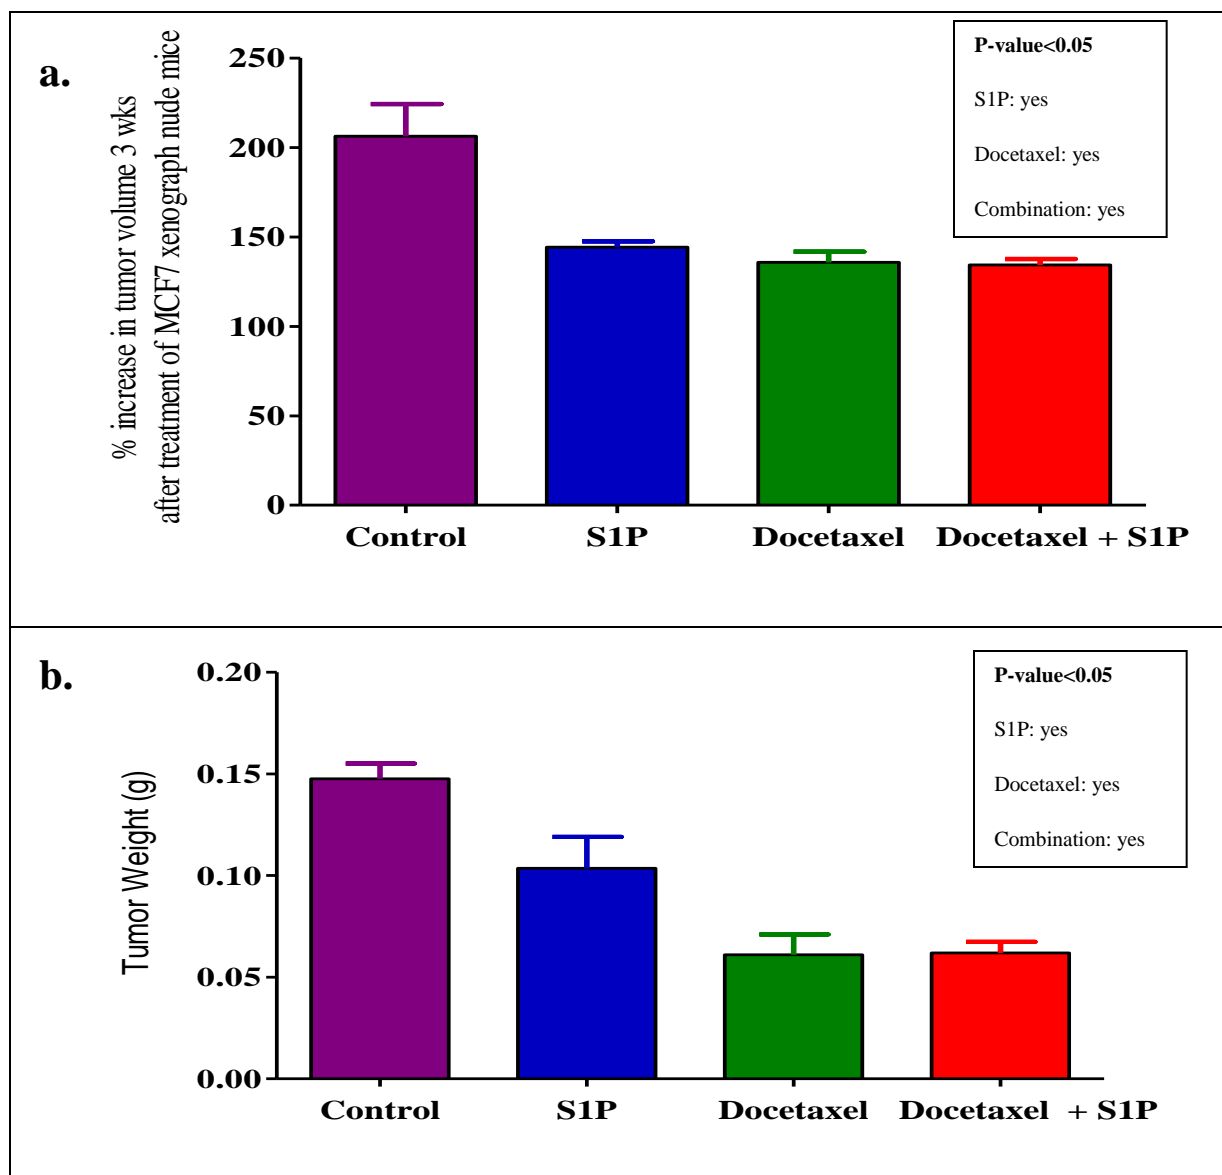 a.
% increase in tumor volume 3 wks
after treatment of MCF7 xenograph nude mice
250
200
150
100
50
0
Control S1P Docetaxel Docetaxel + S1P
P-value<0.05
S1P: yes
Docetaxel: yes
Combination: yes
b.
Tumor Weight (g)
0.20
0.15
0.10
0.05
0.00
Control S1P Docetaxel Docetaxel + S1P
P-value<0.05
S1P: yes
Docetaxel: yes
Combination: yes